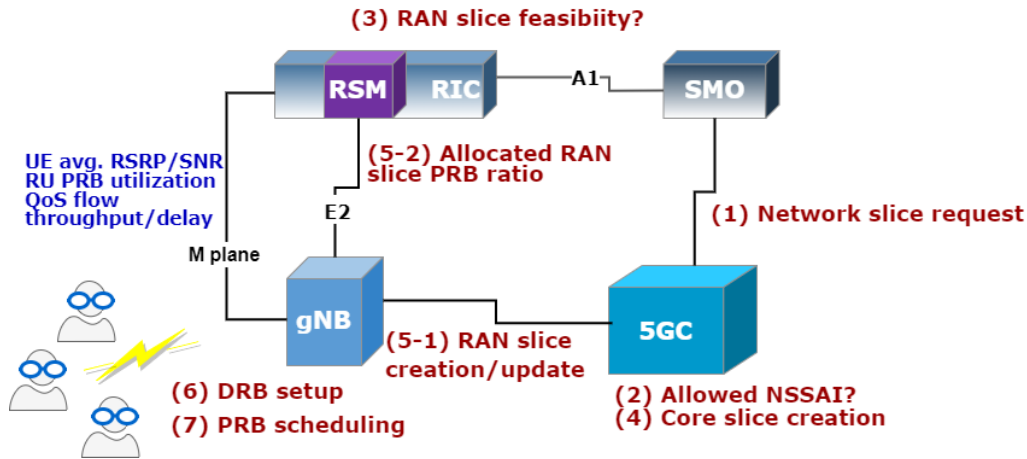 (3) RAN slice feasibiity?
RSM
RIC
A1
SMO
UE avg. RSRP/SNR
RU PRB utilization
QoS flow
throughput/delay
(5-2) Allocated RAN
slice PRB ratio
(1) Network slice request
E2
M plane
gNB
5GC
(5-1) RAN slice
creation/update
(6) DRB setup
(7) PRB scheduling
(2) Allowed NSSAI?
(4) Core slice creation